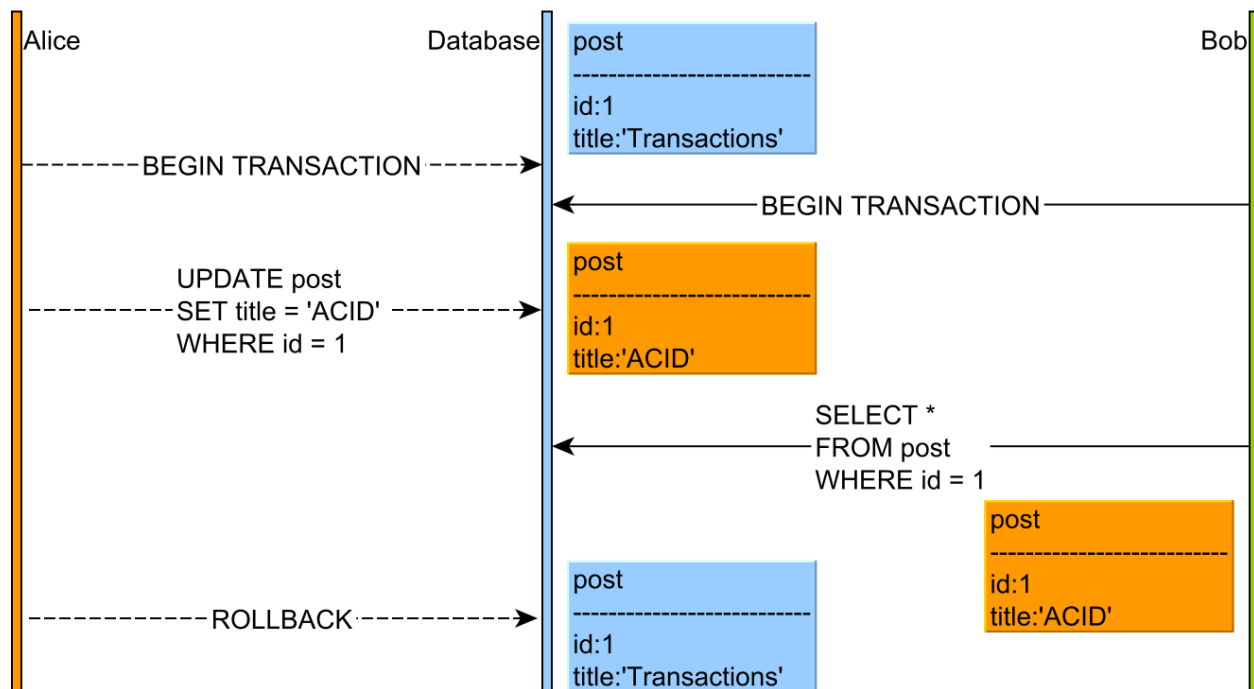 Alice
Database
Bob
post
---------------------------
id:1
title:'Transactions'
BEGIN TRANSACTION
BEGIN TRANSACTION
UPDATE post
SET title = 'ACID'
WHERE id = 1
post
---------------------------
id:1
title:'ACID'
SELECT *
FROM post
WHERE id = 1
post
---------------------------
id:1
title:'ACID'
ROLLBACK
post
---------------------------
id:1
title:'Transactions'